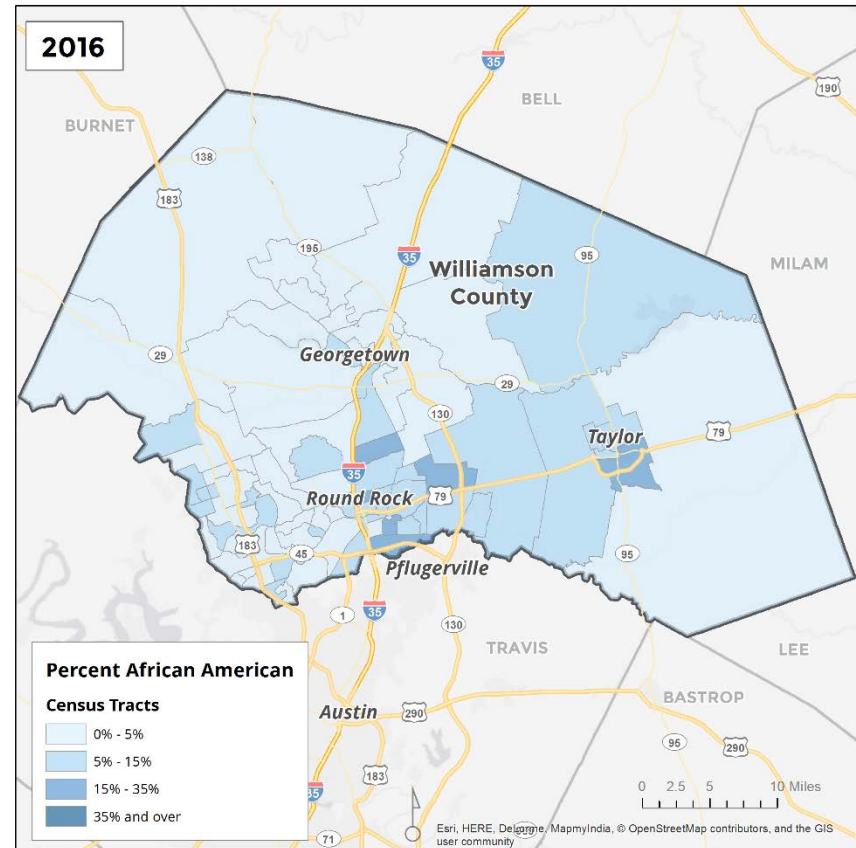 2016
35
BELL
190
BURNET
138
183
195
35
95
Williamson
County
MILAM
29
Georgetown
29
130
Taylor
79
35
Round Rock
79
183
45
95
Pflugerville
1
35
130
TRAVIS
LEE
BASTROP
Austin
290
95
290
183
35
71
Percent African American
Census Tracts
0% - 5%
5% - 15%
15% - 35%
35% and over
0 2.5 5 10 Miles
Esri, HERE, DeLorme, MapmyIndia, © OpenStreetMap contributors, and the GIS
user community